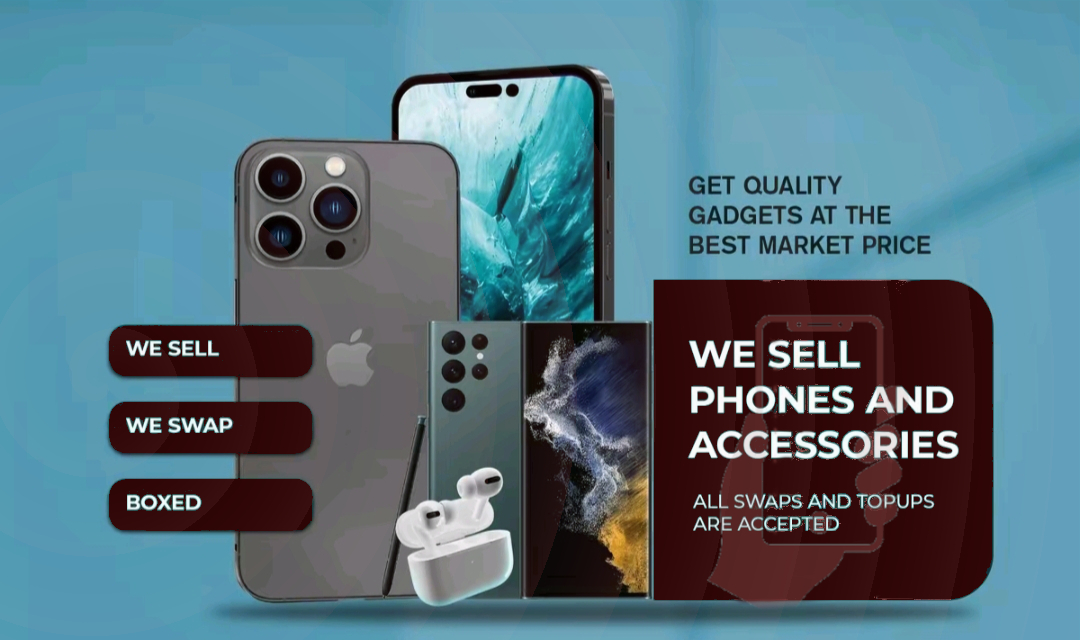 GET QUALITY
GADGETS AT THE
BEST MARKET PRICE
WE SELL
WE SWAP
BOXED
WE SELL
PHONES AND
ACCESSORIES
ALL SWAPS AND TOPUPS
ARE ACCEPTED